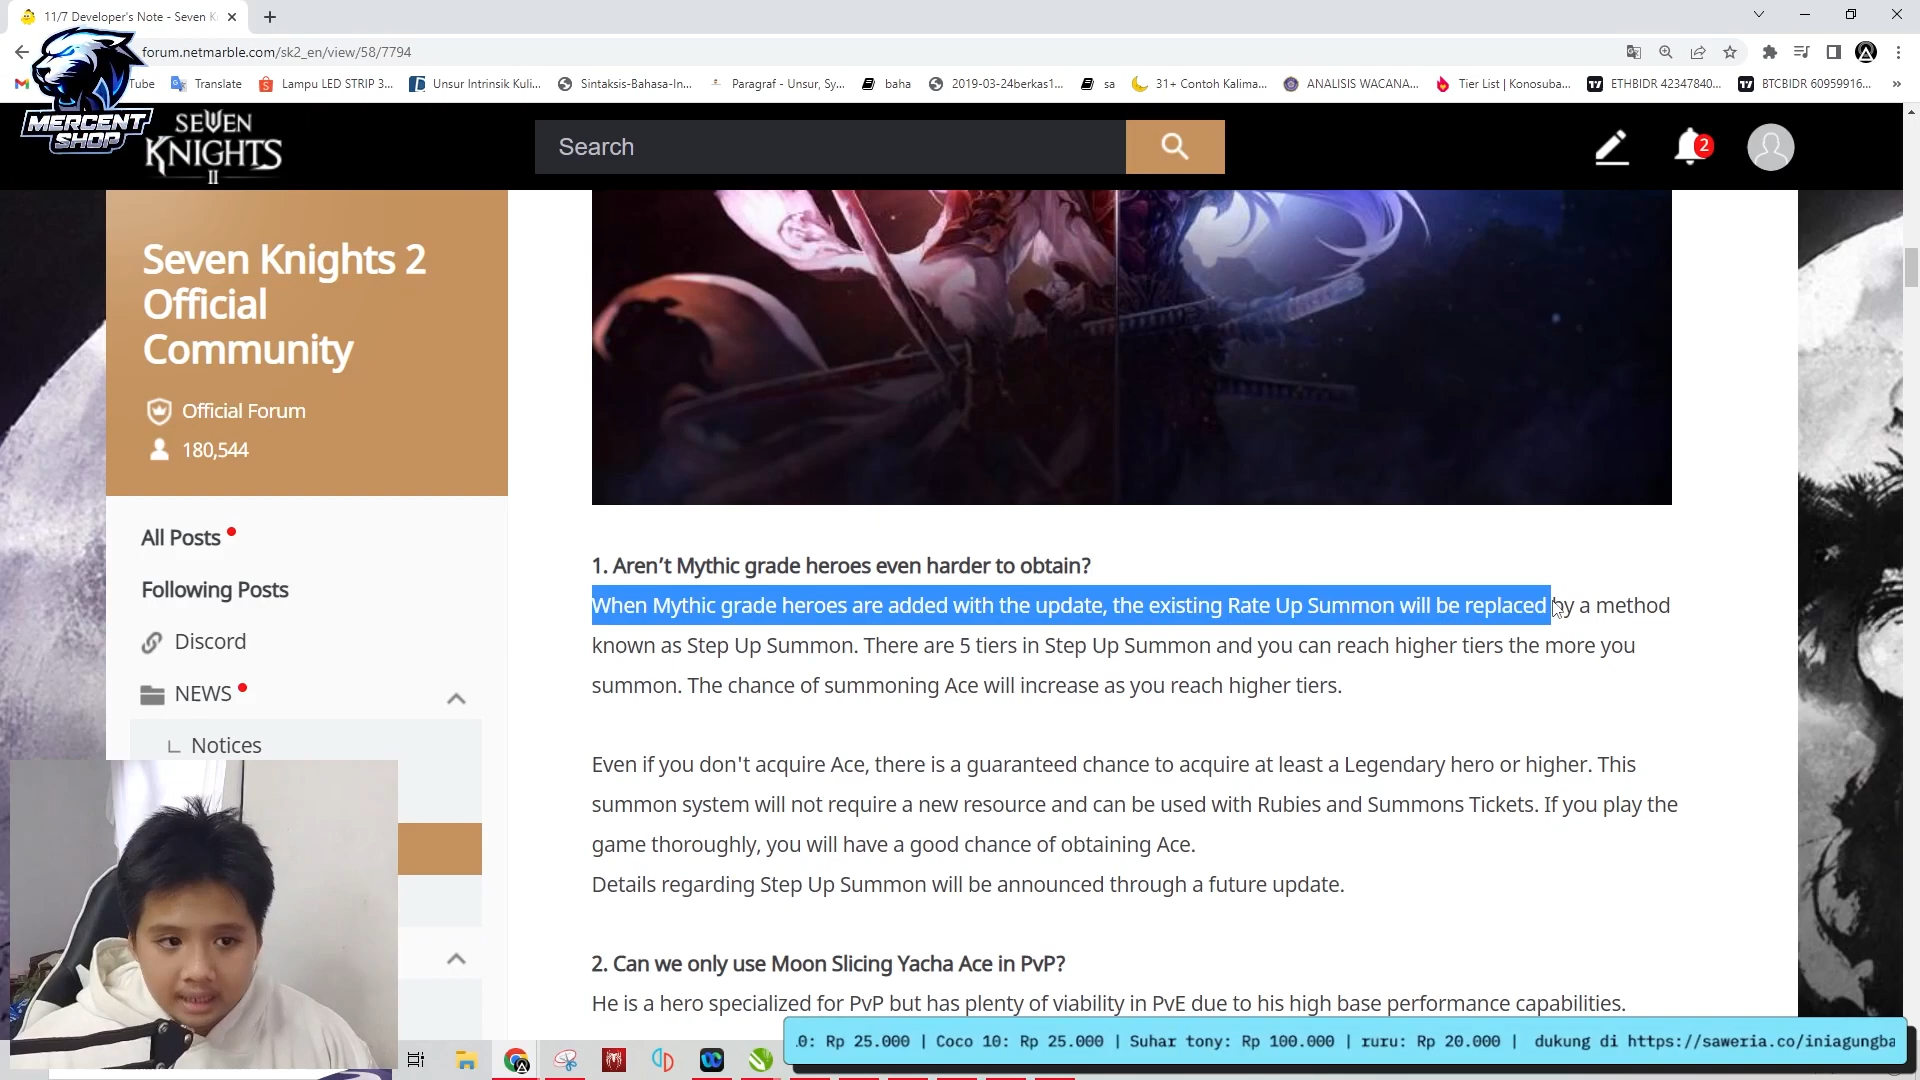 11/7 Developer's Note - Seven K
forum.netmarble.com/sk2_en/view/58/7794
Tube
Translate
Lampu LED STRIP 3...
Unsur Intrinsik Kuli...
Sintaksis-Bahasa-In...
Paragraf - Unsur, Sy...
baha
2019-03-24berkas1...
sa
31+ Contoh Kalima...
ANALISIS WACANA...
Tier List | Konosuba...
ETHBIDR 42347840...
BTCBIDR 60959916...
MERCENT
SHOP
SEVEN
KNIGHTS
II
Search
2
Seven Knights 2
Official
Community
Official Forum
180,544
All Posts
Following Posts
Discord
NEWS
Notices
1. Aren't Mythic grade heroes even harder to obtain?
When Mythic grade heroes are added with the update, the existing Rate Up Summon will be replaced by a method
known as Step Up Summon. There are 5 tiers in Step Up Summon and you can reach higher tiers the more you
summon. The chance of summoning Ace will increase as you reach higher tiers.
Even if you don't acquire Ace, there is a guaranteed chance to acquire at least a Legendary hero or higher. This
summon system will not require a new resource and can be used with Rubies and Summons Tickets. If you play the
game thoroughly, you will have a good chance of obtaining Ace.
Details regarding Step Up Summon will be announced through a future update.
2. Can we only use Moon Slicing Yacha Ace in PvP?
He is a hero specialized for PvP but has plenty of viability in PvE due to his high base performance capabilities.
.0: Rp 25.000 | Coco 10: Rp 25.000 | Suhar tony: Rp 100.000 | ruru: Rp 20.000 | dukung di https://saweria.co/iniagungba